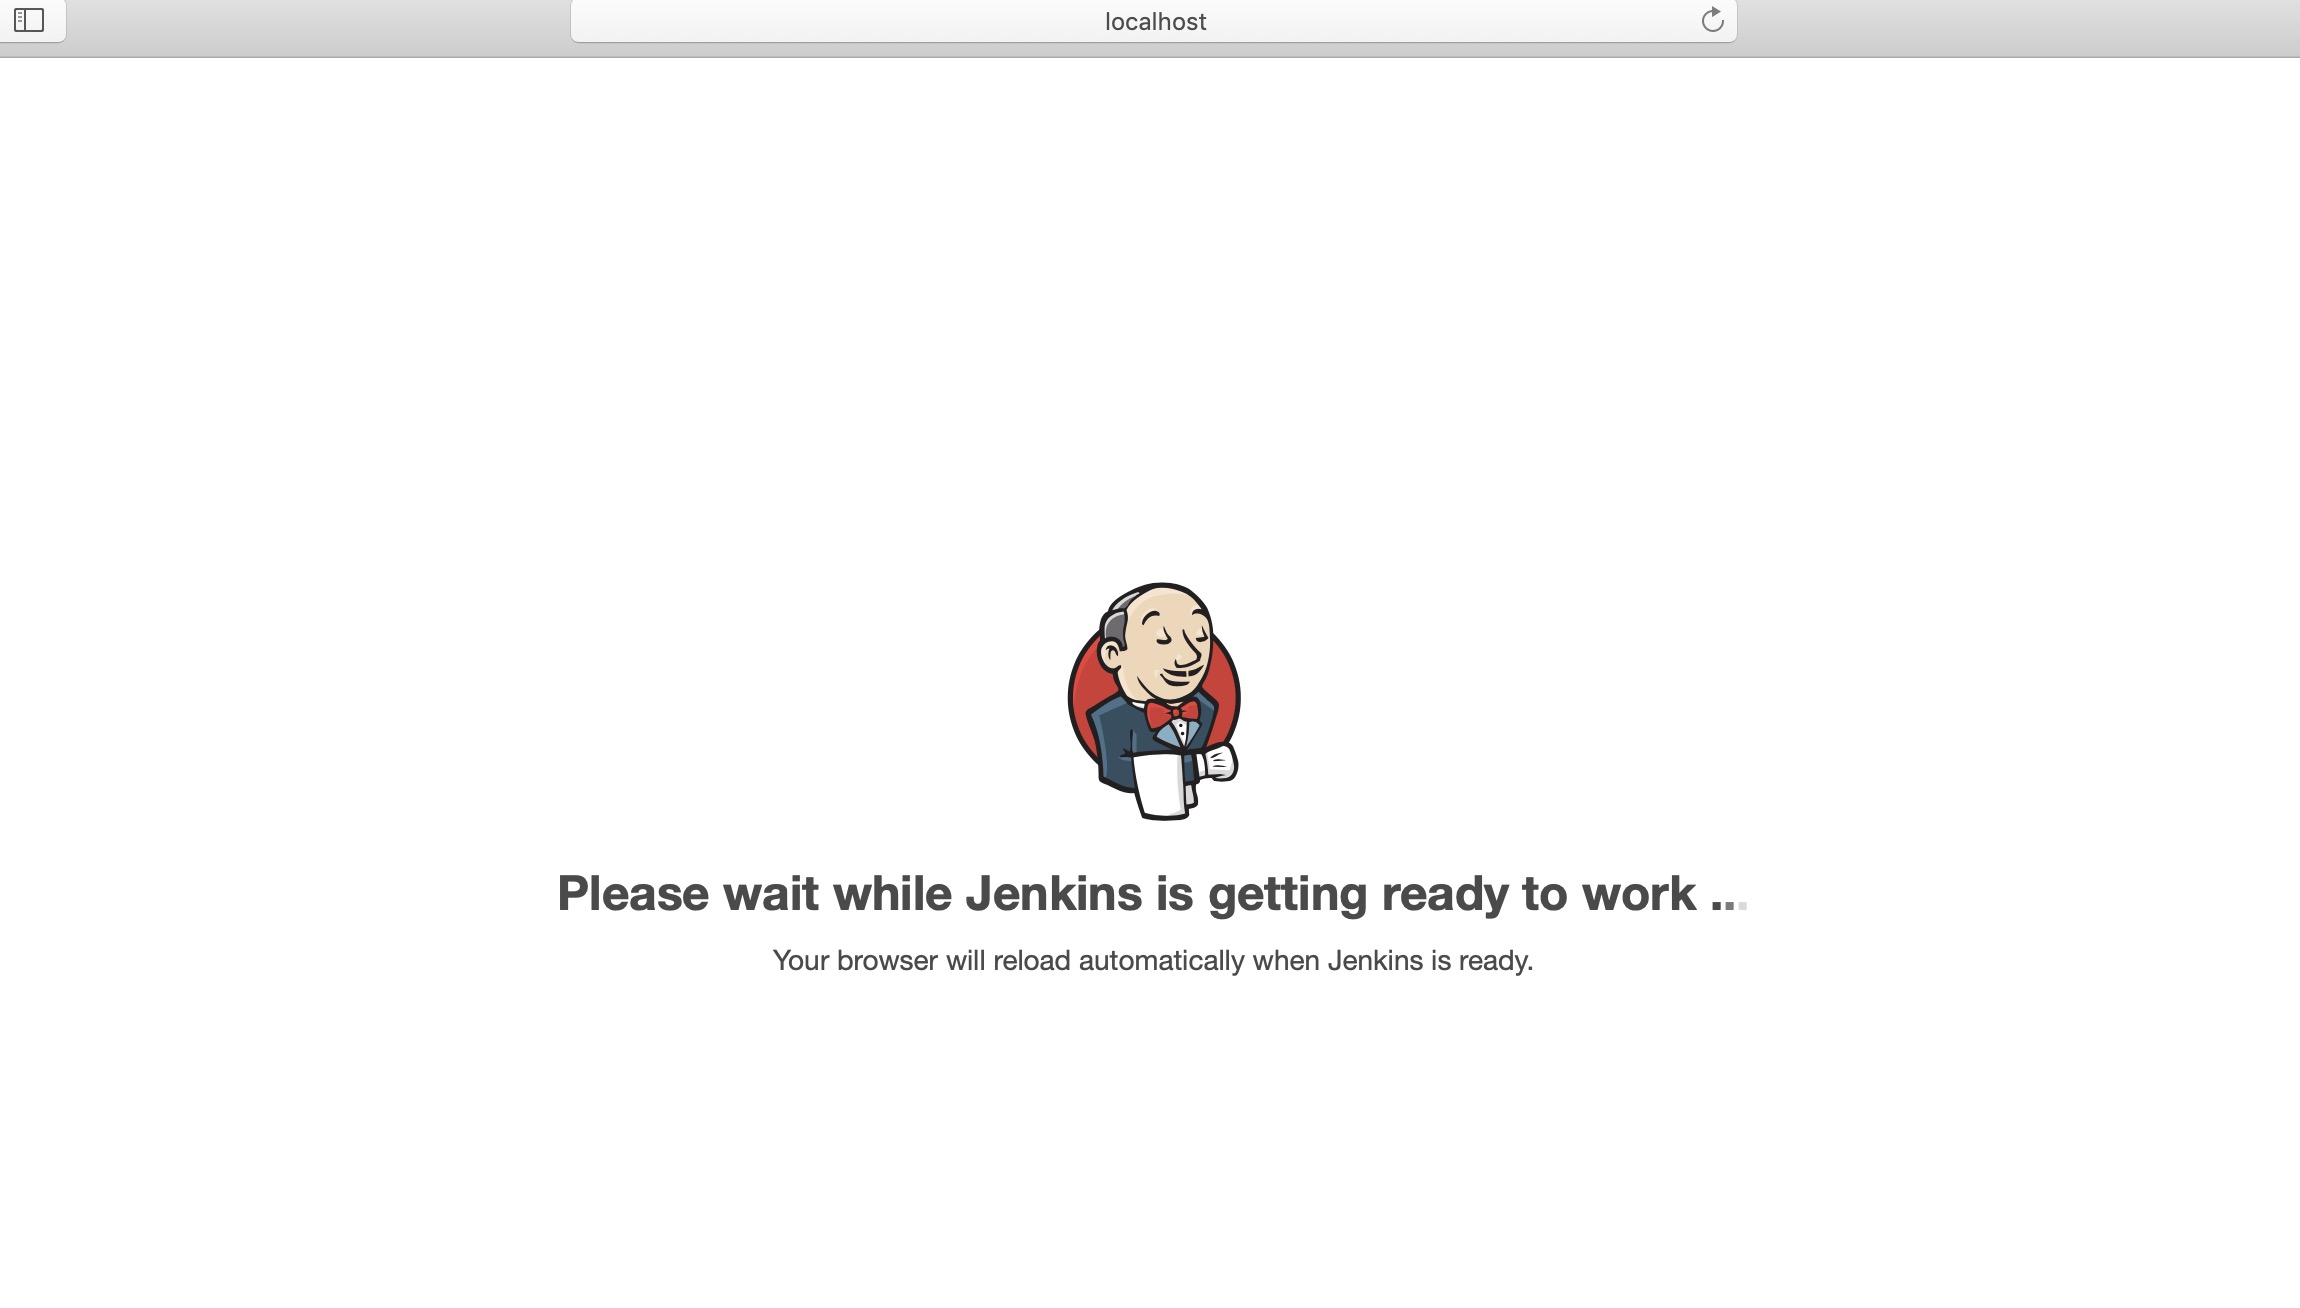 localhost
Please wait while Jenkins is getting ready to work ...
Your browser will reload automatically when Jenkins is ready.